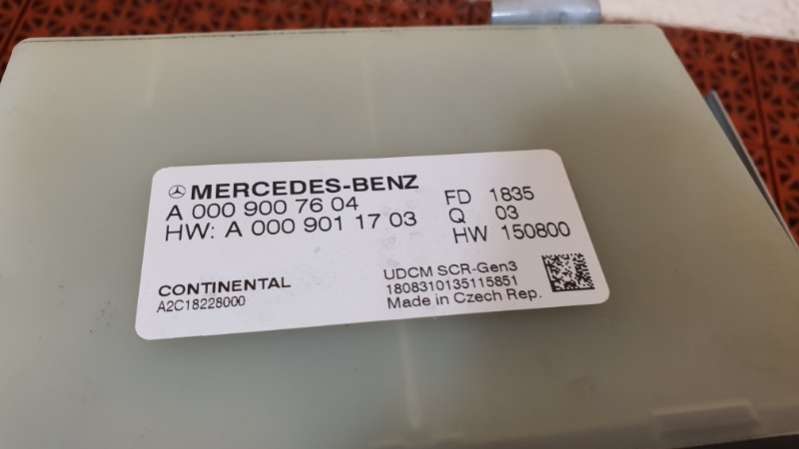 MERCEDES-BENZ
A 000 900 76 04
HW: A 000 901 17 03
FD 1835
Q 03
HW 150800
CONTINENTAL
A2C18228000
UDCM SCR-Gen3
1808310135115851
Made in Czech Rep.